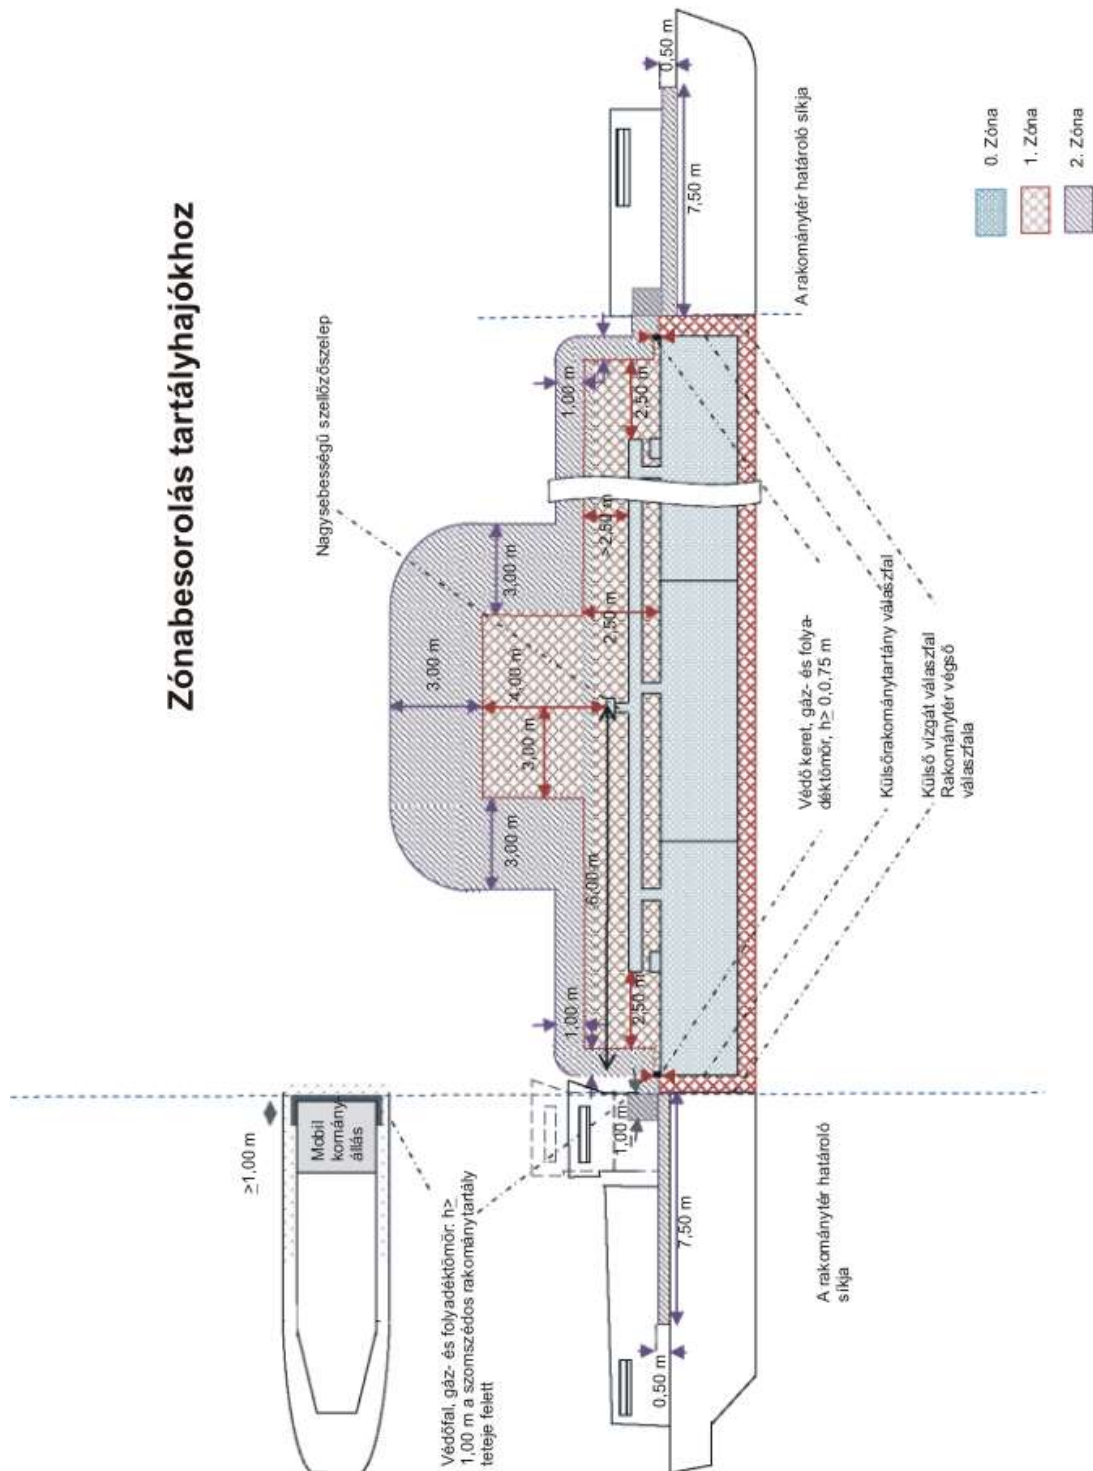 Zónabesorolás tartályhajókhoz
Nagysebességű szellőzőszelep
0,50 m
7,50 m
A rakománytér határoló síkja
0. Zóna
1. Zóna
2. Zóna
1,00 m
2,50 m
>2,50 m
3,00 m
2,50 m
3,00 m
4,00 m
3,00 m
3,00 m
6,00 m
1,00 m
2,50 m
Védő keret, gáz- és folya-
déktömör, h≥ 0,0,75 m
Külsőrakománytartány válaszfal
Külső vízgát válaszfal
Rakománytér végső
válaszfala
≥1,00 m
Mobil
kormány-
állás
1,00 m
7,50 m
0,50 m
Védőfal, gáz- és folyadéktömör: h≥
1,00 m a szomszédos rakománytartály
teteje felett
A rakománytér határoló
síkja